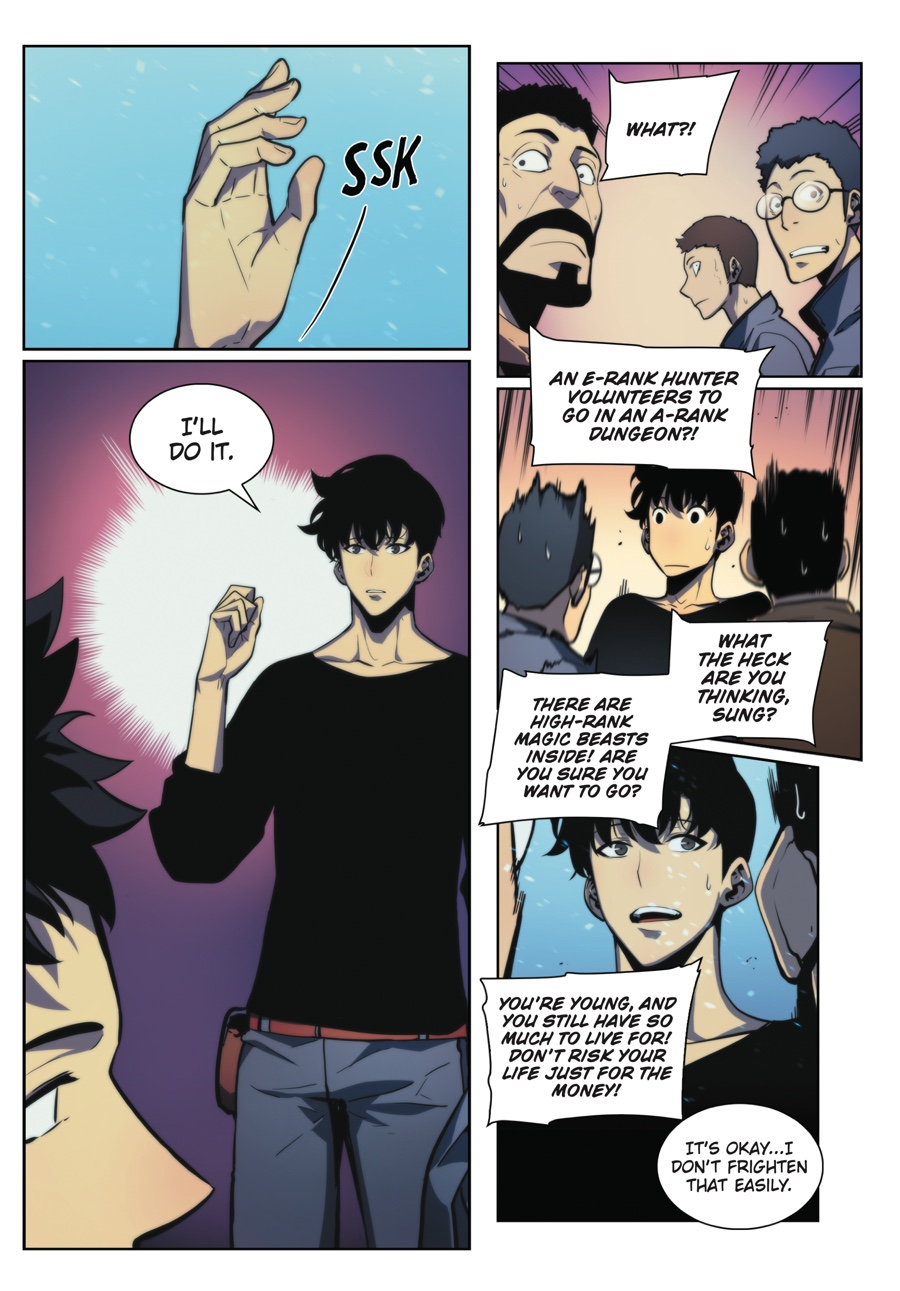 SSK
I'LL
DO IT.
WHAT?!
AN E-RANK HUNTER
VOLUNTEERS TO
GO IN AN A-RANK
DUNGEON?!
WHAT
THE HECK
ARE YOU
THINKING,
SUNG?
THERE ARE
HIGH-RANK
MAGIC BEASTS
INSIDE! ARE
YOU SURE YOU
WANT TO GO?
YOU'RE YOUNG, AND
YOU STILL HAVE SO
MUCH TO LIVE FOR!
DON'T RISK YOUR
LIFE JUST FOR THE
MONEY!
IT'S OKAY...I
DON'T FRIGHTEN
THAT EASILY.